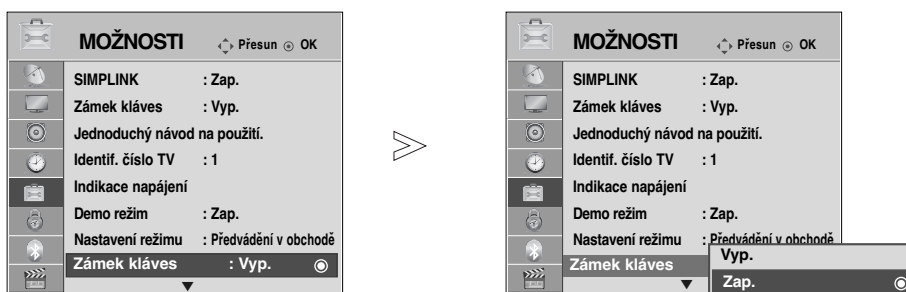 MOŽNOSTI Přesun OK
SIMPLINK : Zap.
Zámek kláves : Vyp.
Jednoduchý návod na použití.
Identif. číslo TV : 1
Indikace napájení
Demo režim : Zap.
Nastavení režimu : Předvádění v obchodě
Zámek kláves : Vyp.
MOŽNOSTI Přesun OK
SIMPLINK : Zap.
Zámek kláves : Vyp.
Jednoduchý návod na použití.
Identif. číslo TV : 1
Indikace napájení
Demo režim : Zap.
Nastavení režimu : Předvádění v obchodě
Zámek kláves
Vyp.
Zap.